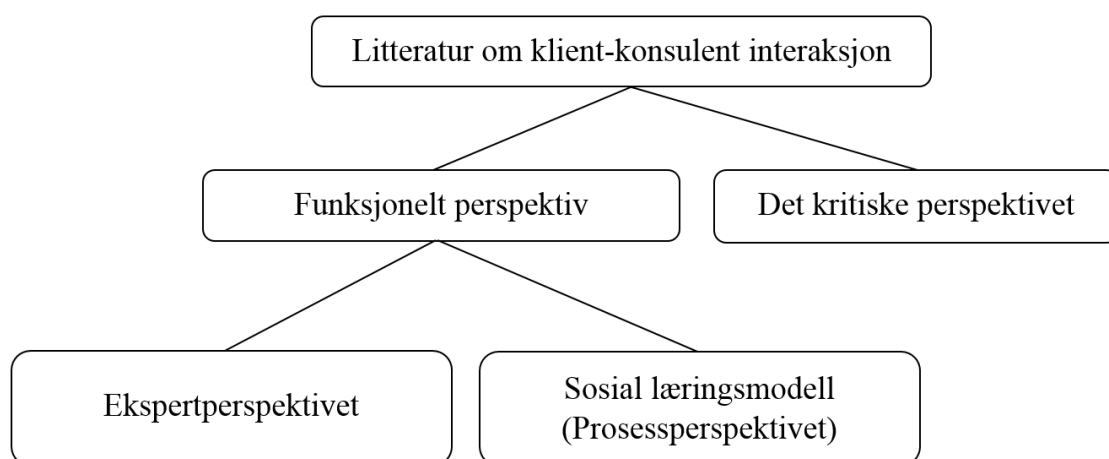 Litteratur om klient-konsulent interaksjon
Funksjonelt perspektiv
Det kritiske perspektivet
Ekspertperspektivet
Sosial læringsmodell
(Prosessperspektivet)